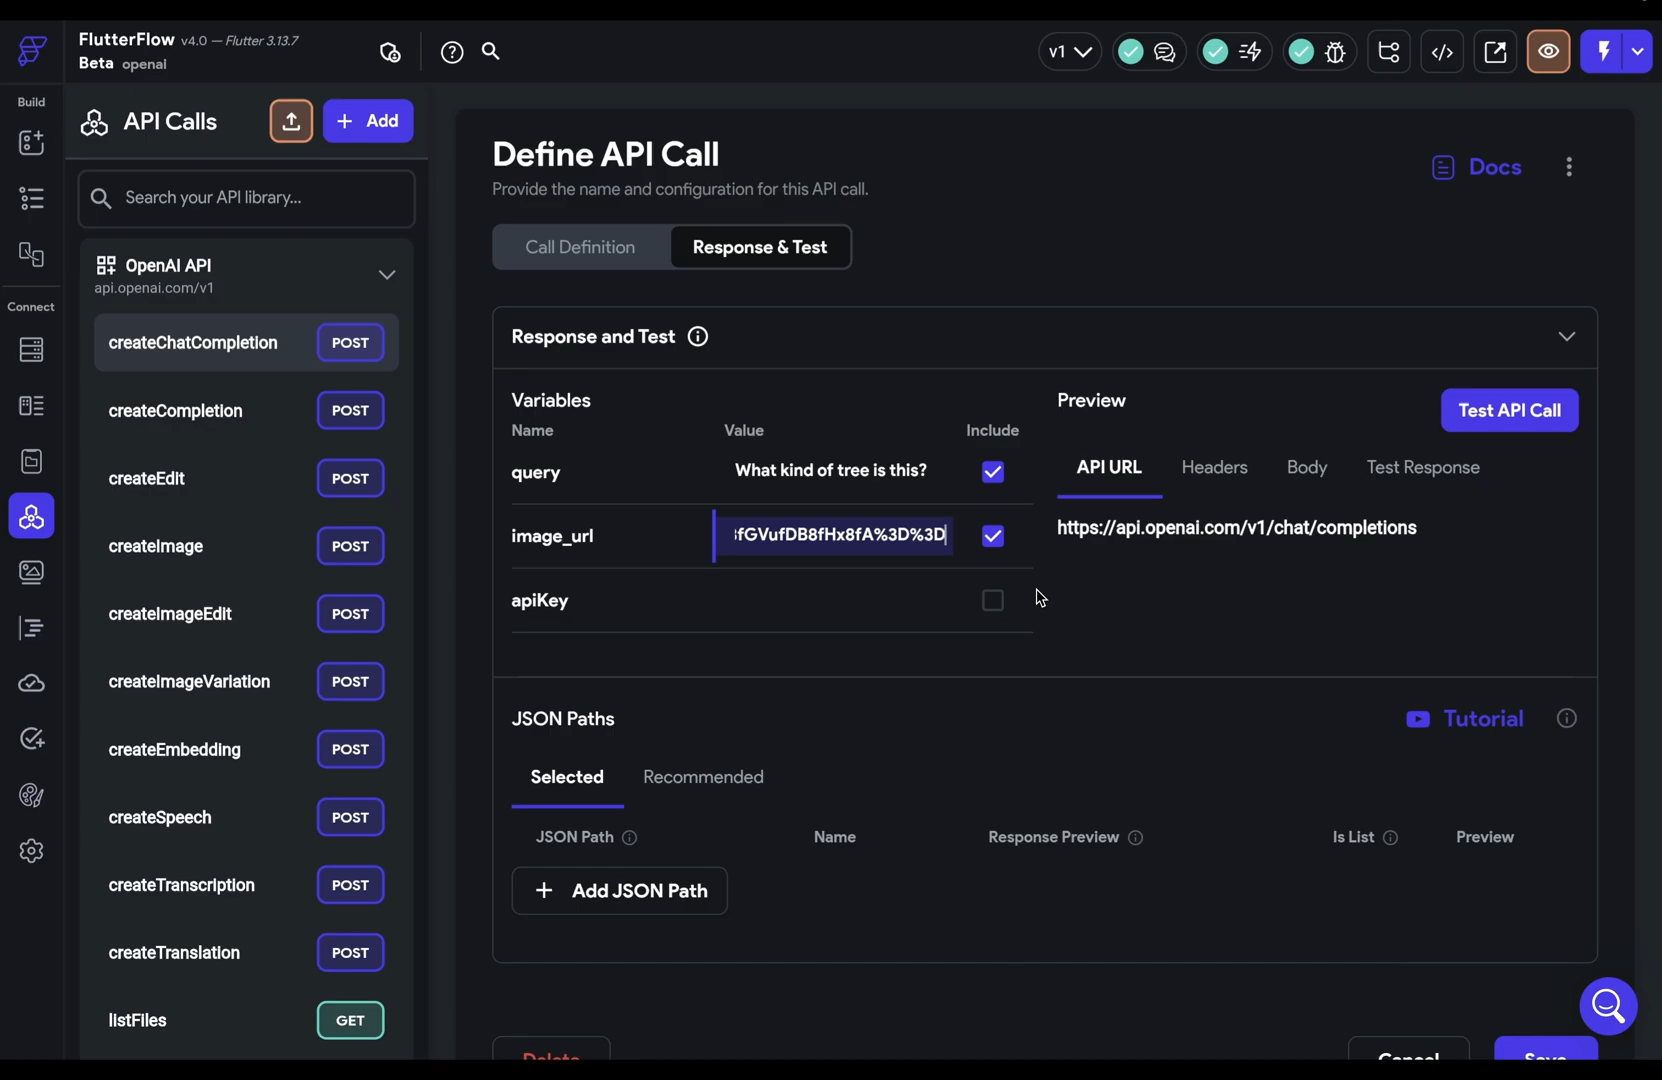 FlutterFlow v4.0 — Flutter 3.13.7
Beta openai
v1
Build
API Calls
+ Add
Search your API library...
OpenAI API
api.openai.com/v1
Connect
createChatCompletion POST
createCompletion POST
createEdit POST
createImage POST
createImageEdit POST
createImageVariation POST
createEmbedding POST
createSpeech POST
createTranscription POST
createTranslation POST
listFiles GET
Define API Call
Provide the name and configuration for this API call.
Docs
Call Definition Response & Test
Response and Test
Variables
Name Value Include
query What kind of tree is this?
image_url fGVufDB8fHx8fA%3D%3D
apiKey
Preview
Test API Call
API URL Headers Body Test Response
https://api.openai.com/v1/chat/completions
JSON Paths
Tutorial
Selected Recommended
JSON Path Name Response Preview Is List Preview
+ Add JSON Path
Delete Cancel Save